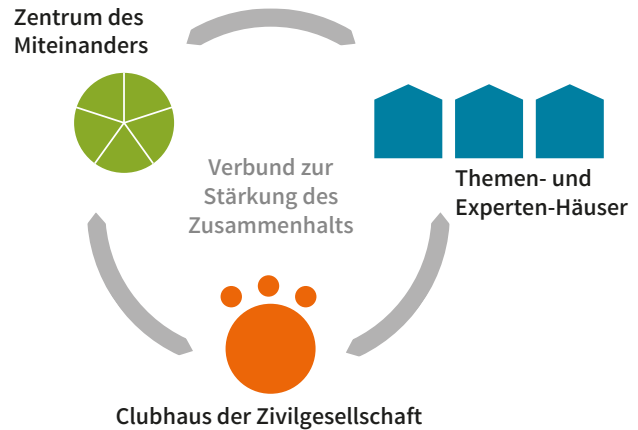 Zentrum des
Miteinanders
Themen- und
Experten-Häuser
Verbund zur
Stärkung des
Zusammenhalts
Clubhaus der Zivilgesellschaft